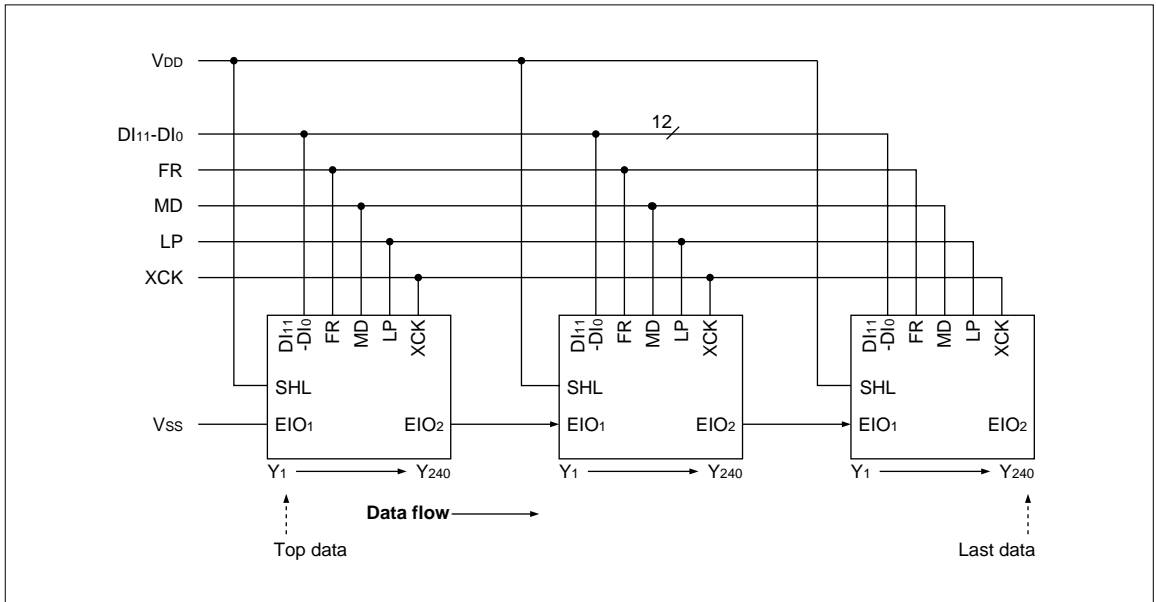 VDD
DI11-DI0
12
FR
MD
LP
XCK
DI11
-DI0
FR
MD
LP
XCK
DI11
-DI0
FR
MD
LP
XCK
DI11
-DI0
FR
MD
LP
XCK
SHL
SHL
SHL
VSS
EIO1
EIO2
EIO1
EIO2
EIO1
EIO2
Y1
Y240
Y1
Y240
Y1
Y240
Data flow
Top data
Last data